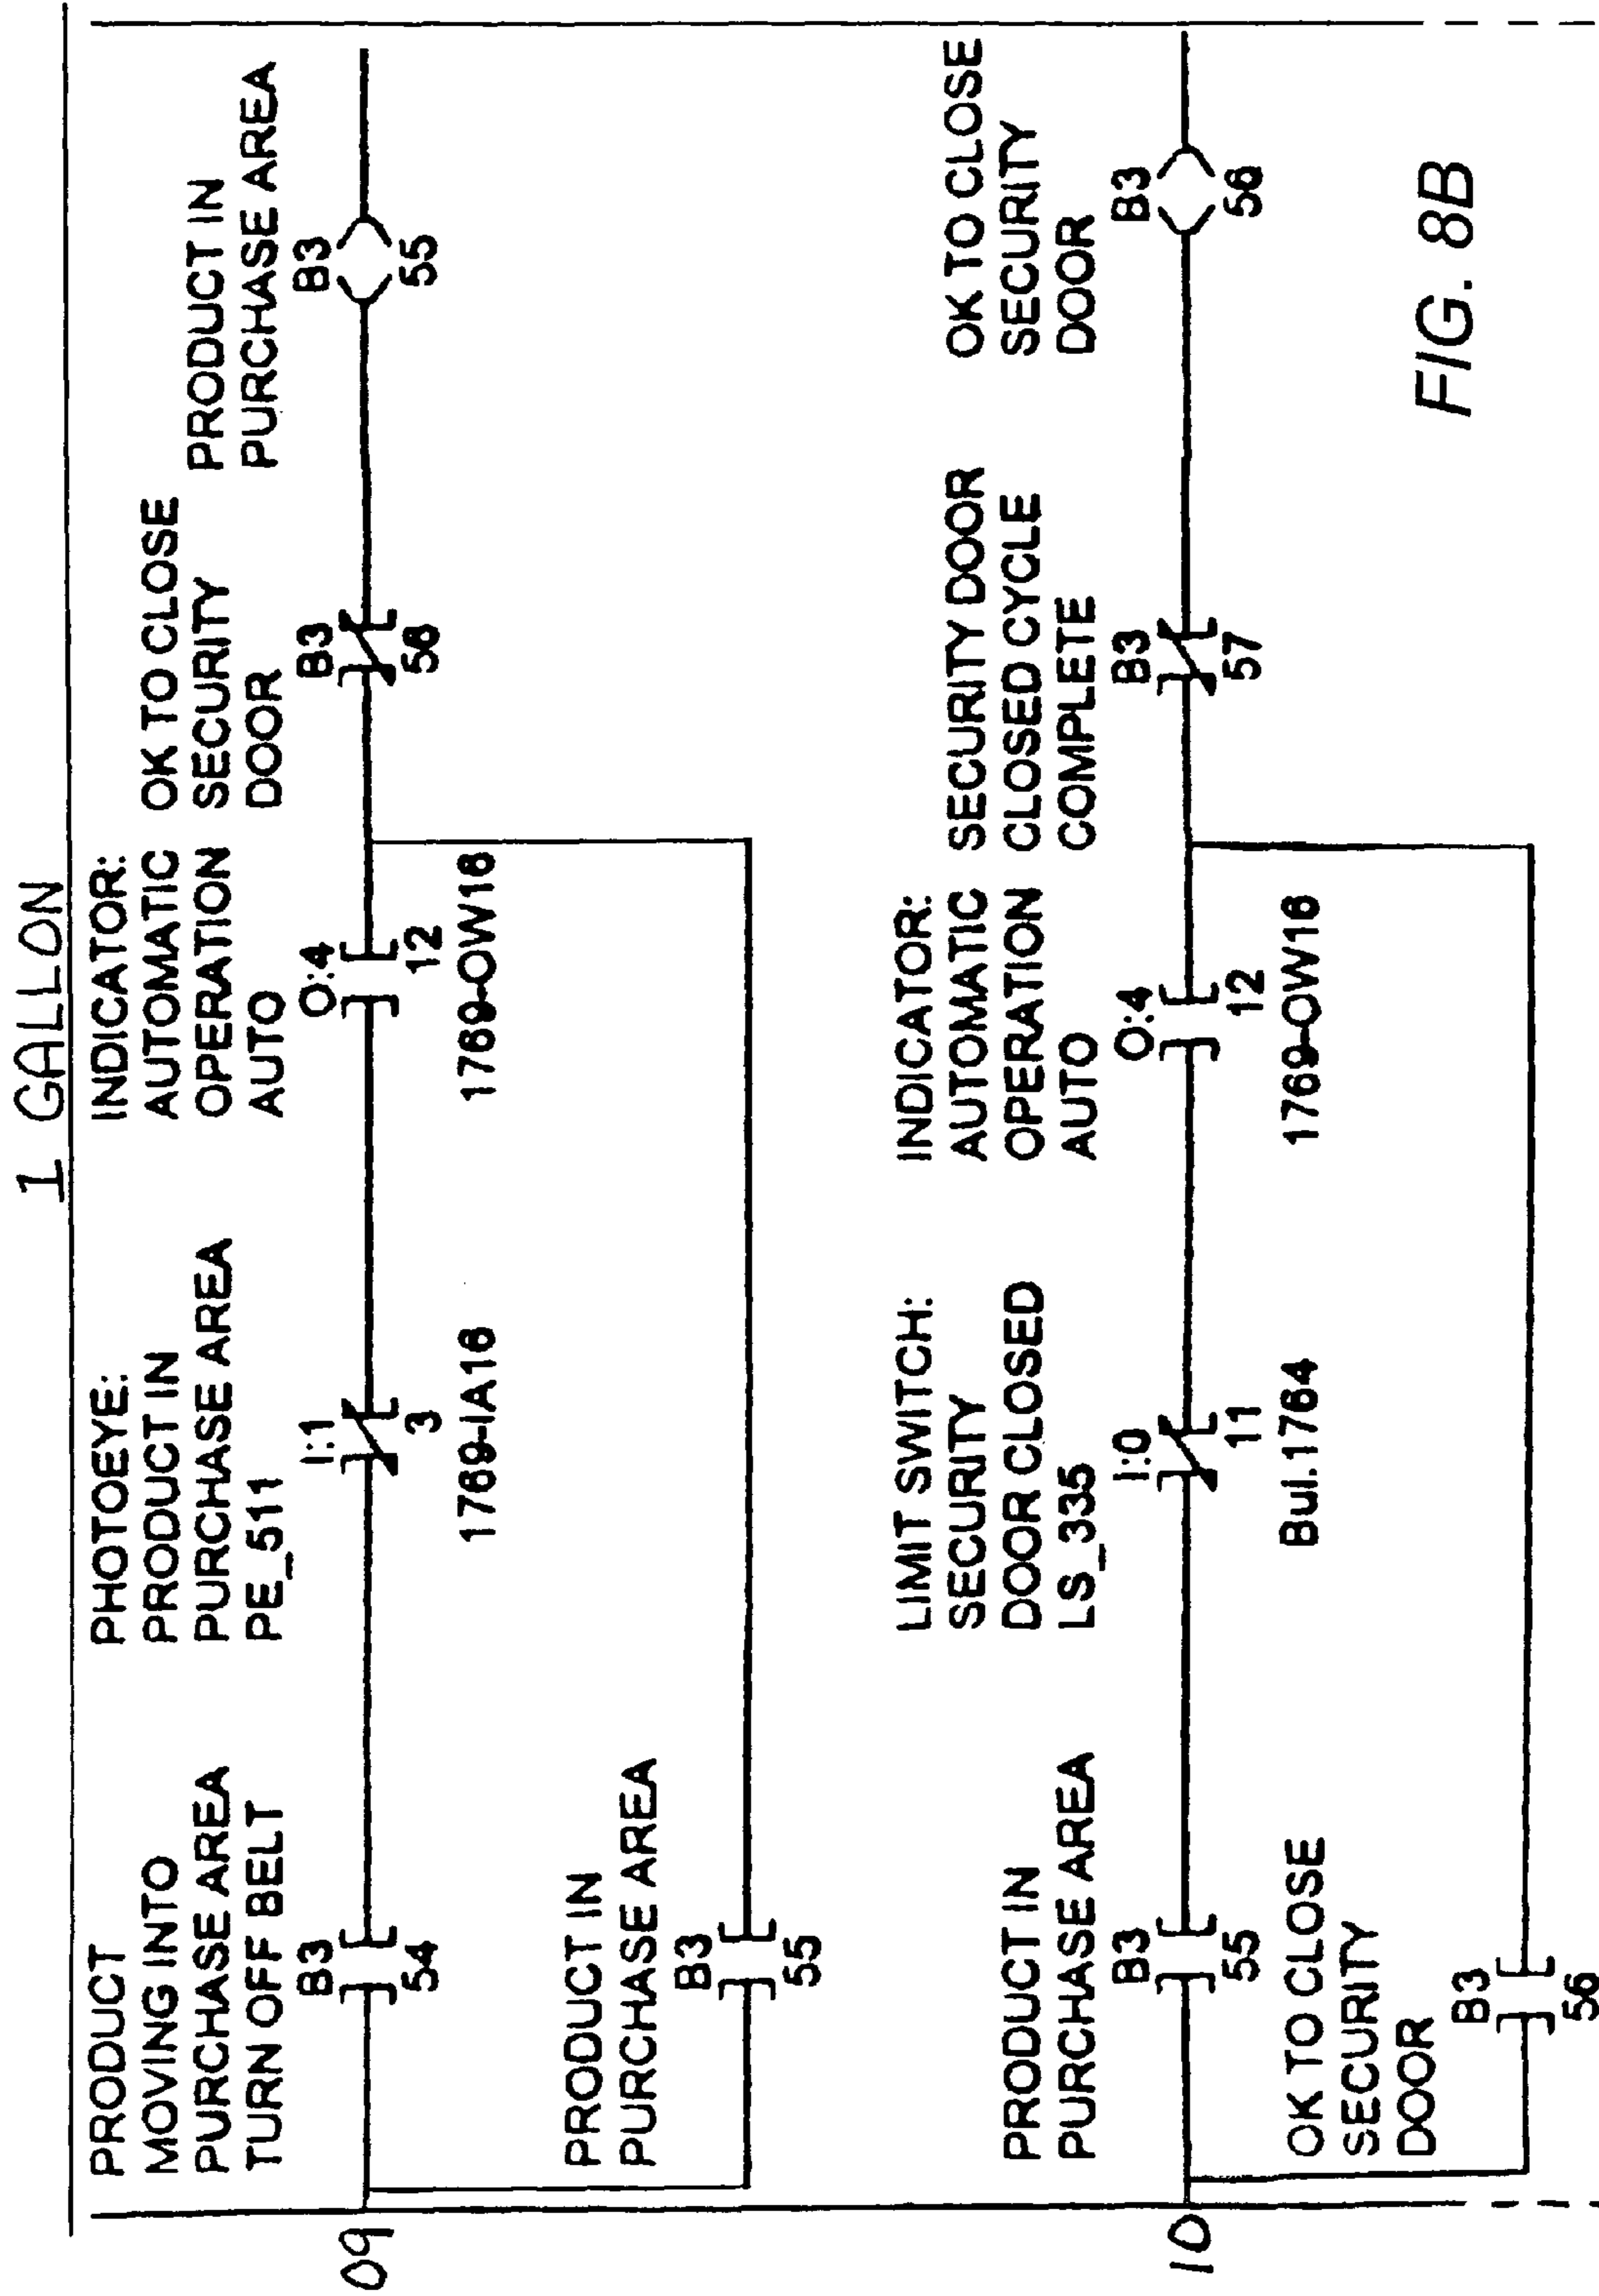 1 GALLON
PRODUCT
MOVING INTO
PURCHASE AREA
TURN OFF BELT
B3
54
PHOTOEYE:
PRODUCT IN
PURCHASE AREA
PE_511
I:1
3
1769-IA16
INDICATOR:
AUTOMATIC
OPERATION
AUTO
O:4
12
1769-OW16
OK TO CLOSE
SECURITY
DOOR
B3
56
PRODUCT IN
PURCHASE AREA
B3
55
09
PRODUCT IN
PURCHASE AREA
B3
55
PRODUCT IN
PURCHASE AREA
B3
55
LIMIT SWITCH:
SECURITY
DOOR CLOSED
LS_335
I:0
11
Bul.1764
INDICATOR:
AUTOMATIC
OPERATION
AUTO
O:4
12
1769-OW16
SECURITY DOOR
CLOSED CYCLE
COMPLETE
B3
57
OK TO CLOSE
SECURITY
DOOR
B3
56
10
OK TO CLOSE
SECURITY
DOOR
B3
56
FIG. 8B